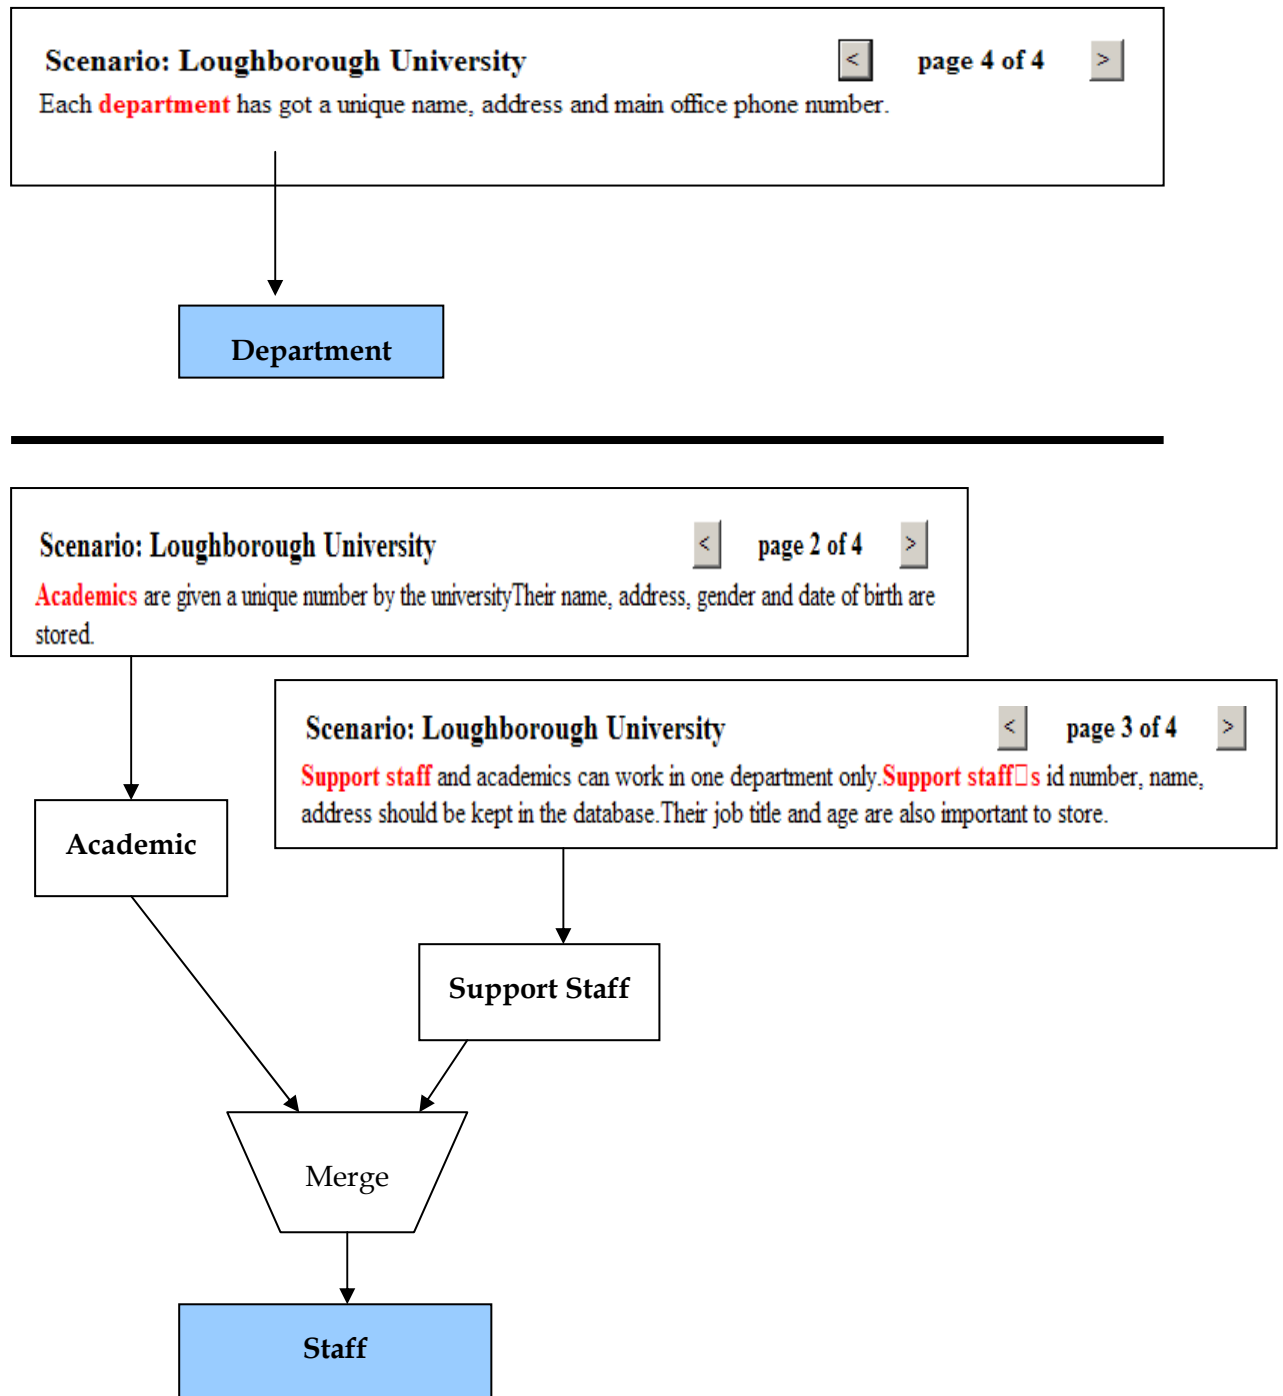 Scenario: Loughborough University < page 4 of 4 >
Each department has got a unique name, address and main office phone number.
Department
Scenario: Loughborough University < page 2 of 4 >
Academics are given a unique number by the universityTheir name, address, gender and date of birth are
stored.
Scenario: Loughborough University < page 3 of 4 >
Support staff and academics can work in one department only.Support staff□s id number, name,
address should be kept in the database.Their job title and age are also important to store.
Academic
Support Staff
Merge
Staff